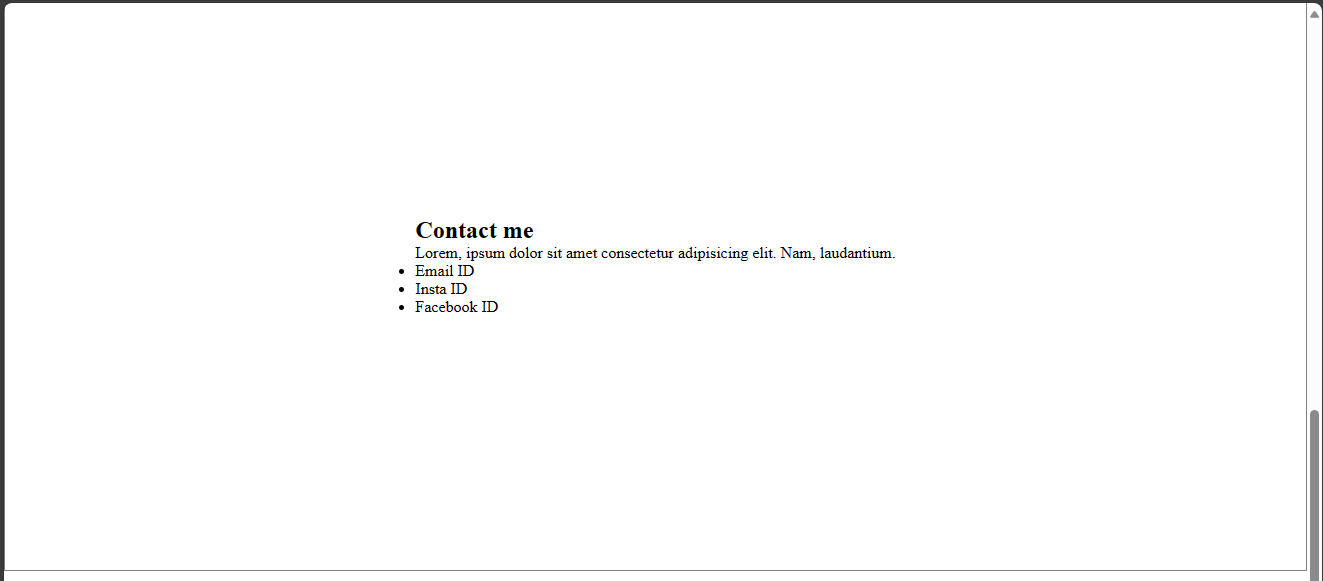 Contact me
Lorem, ipsum dolor sit amet consectetur adipisicing elit. Nam, laudantium.
• Email ID
• Insta ID
• Facebook ID